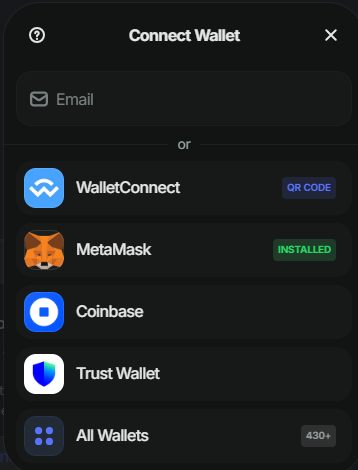 Connect Wallet
Email
or
WalletConnect QR CODE
MetaMask INSTALLED
Coinbase
Trust Wallet
All Wallets 430+